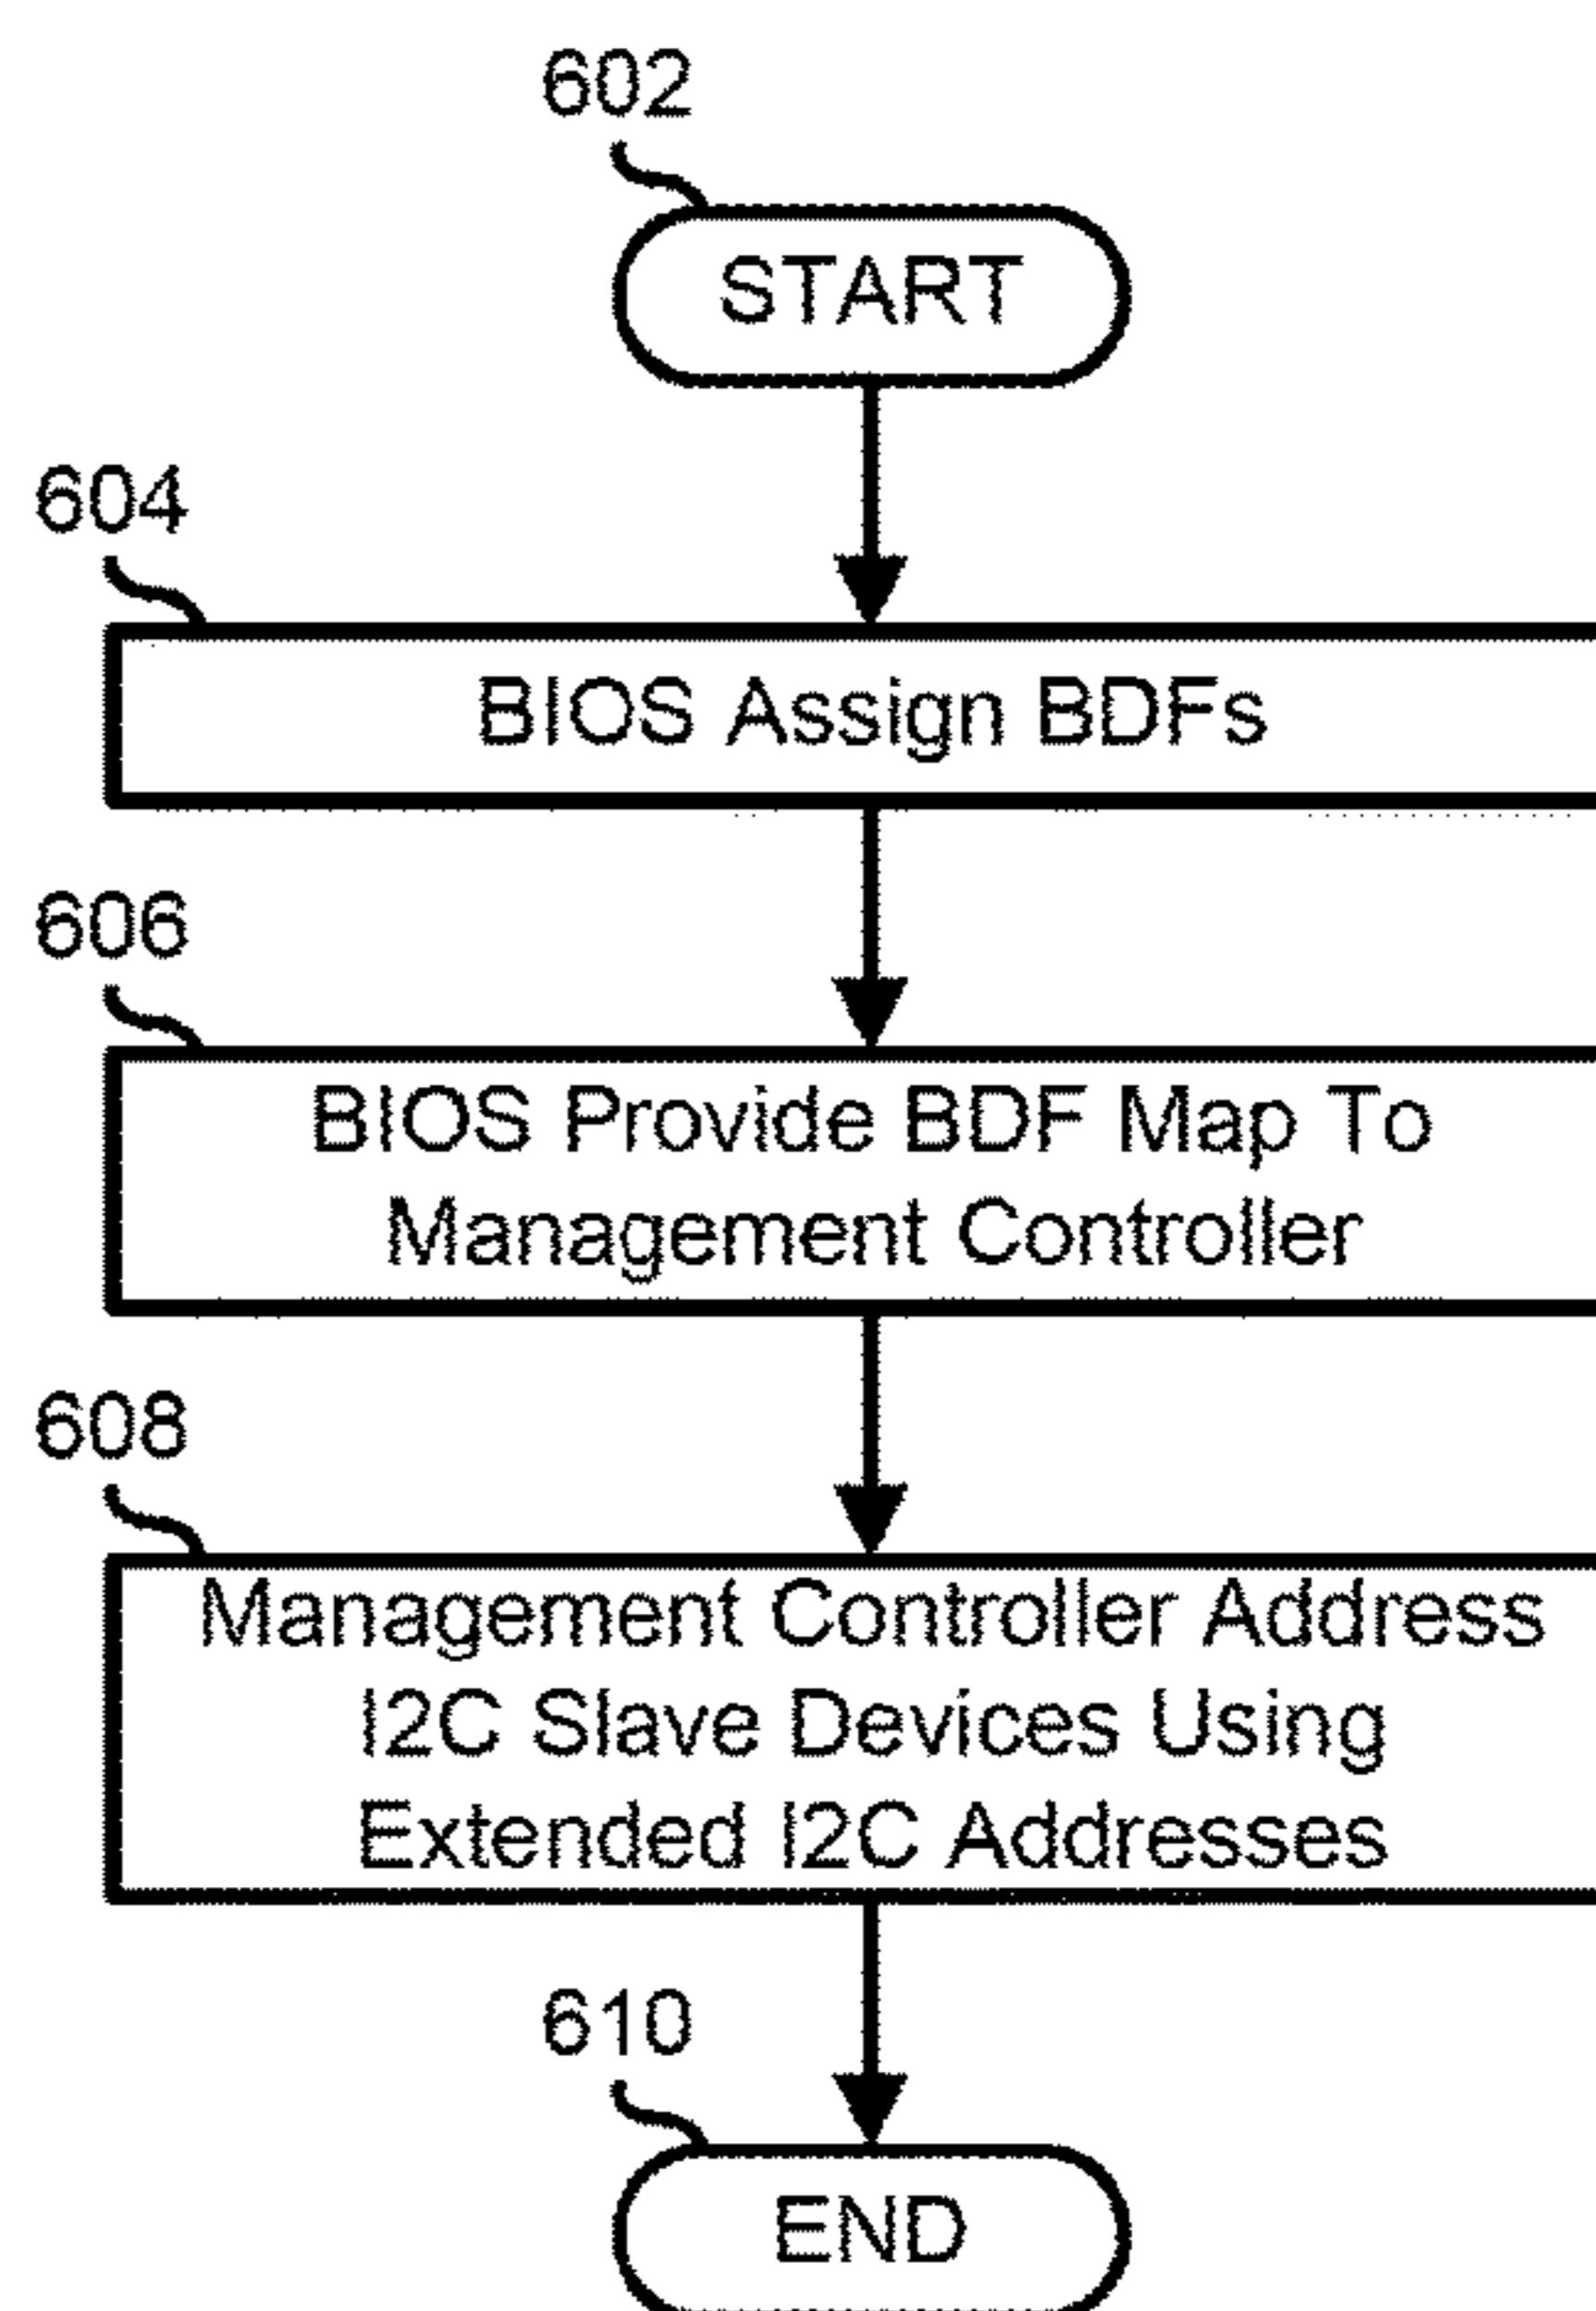 602
START
604
BIOS Assign BDFs
606
BIOS Provide BDF Map To
Management Controller
608
Management Controller Address
I2C Slave Devices Using
Extended I2C Addresses
610
END